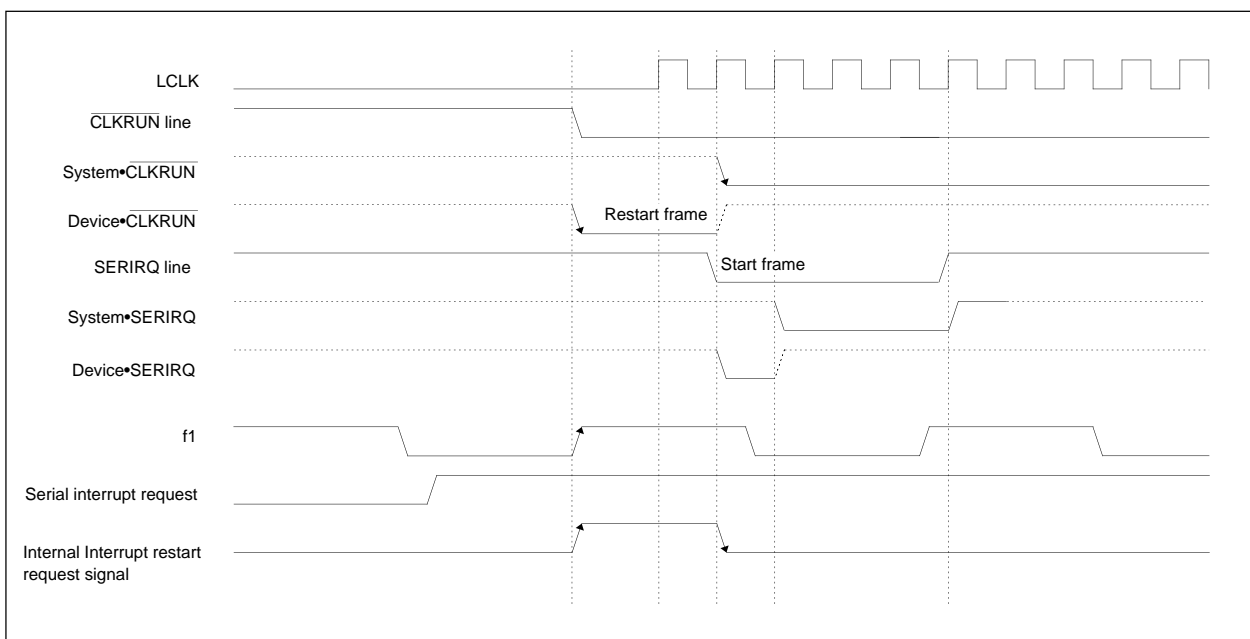 LCLK
CLKRUN line
System•CLKRUN
Device•CLKRUN
Restart frame
SERIRQ line
Start frame
System•SERIRQ
Device•SERIRQ
f1
Serial interrupt request
Internal Interrupt restart
request signal